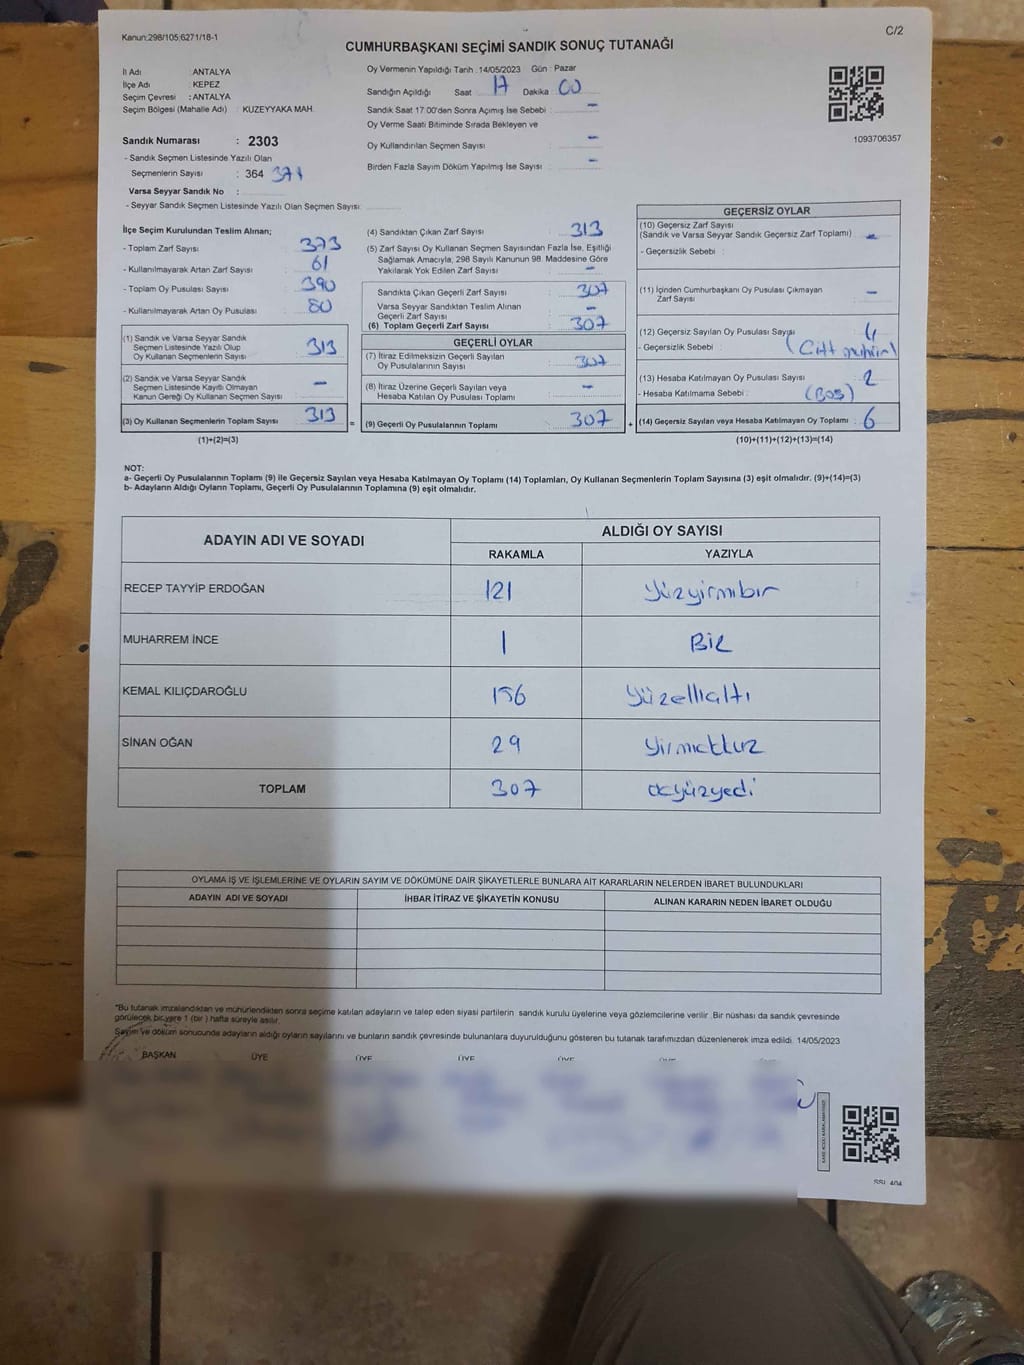 Kanun:298/105;6271/18-1
C/2
CUMHURBAŞKANI SEÇİMİ SANDIK SONUÇ TUTANAĞI
İl Adı : ANTALYA
İlçe Adı : KEPEZ
Seçim Çevresi : ANTALYA
Seçim Bölgesi (Mahalle Adı) : KUZEYYAKA MAH.
Sandık Numarası : 2303
- Sandık Seçmen Listesinde Yazılı Olan
Seçmenlerin Sayısı : 364 371
Varsa Seyyar Sandık No :
- Seyyar Sandık Seçmen Listesinde Yazılı Olan Seçmen Sayısı:
Oy Vermenin Yapıldığı Tarih :14/05/2023 Gün :Pazar
Sandığın Açıldığı Saat 17 Dakika 00
Sandık Saat 17:00'den Sonra Açımış İse Sebebi : -
Oy Verme Saati Bitiminde Sırada Bekleyen ve
Oy Kullandırılan Seçmen Sayısı : -
Birden Fazla Sayım Döküm Yapılmış İse Sayısı : -
1093706357
İlçe Seçim Kurulundan Teslim Alınan;
- Toplam Zarf Sayısı : 373
- Kullanılmayarak Artan Zarf Sayısı : 61
- Toplam Oy Pusulası Sayısı : 390
- Kullanılmayarak Artan Oy Pusulası : 80
(1) Sandık ve Varsa Seyyar Sandık
Seçmen Listesinde Yazılı Olup
Oy Kullanan Seçmenlerin Sayısı : 313
(2) Sandık ve Varsa Seyyar Sandık
Seçmen Listesinde Kayıtlı Olmayan
Kanun Gereği Oy Kullanan Seçmen Sayısı : -
(3) Oy Kullanan Seçmenlerin Toplam Sayısı : 313
(1)+(2)=(3)
(4) Sandıktan Çıkan Zarf Sayısı : 313
(5) Zarf Sayısı Oy Kullanan Seçmen Sayısından Fazla İse, Eşitliği
Sağlamak Amacıyla, 298 Sayılı Kanunun 98. Maddesine Göre
Yakılarak Yok Edilen Zarf Sayısı : -
Sandıkta Çıkan Geçerli Zarf Sayısı : 307
Varsa Seyyar Sandıktan Teslim Alınan
Geçerli Zarf Sayısı : -
(6) Toplam Geçerli Zarf Sayısı : 307
GEÇERLİ OYLAR
(7) İtiraz Edilmeksizin Geçerli Sayılan
Oy Pusulalarının Sayısı : 307
(8) İtiraz Üzerine Geçerli Sayılan veya
Hesaba Katılan Oy Pusulaları Toplamı : -
= (9) Geçerli Oy Pusulalarının Toplamı : 307 +
GEÇERSİZ OYLAR
(10) Geçersiz Zarf Sayısı
(Sandık ve Varsa Seyyar Sandık Geçersiz Zarf Toplamı) : -
- Geçersizlik Sebebi :
(11) İçinden Cumhurbaşkanı Oy Pusulası Çıkmayan
Zarf Sayısı : -
(12) Geçersiz Sayılan Oy Pusulası Sayısı : 4
- Geçersizlik Sebebi : (Çift mühür)
(13) Hesaba Katılmayan Oy Pusulası Sayısı : 2
- Hesaba Katılmama Sebebi : (Boş)
(14) Geçersiz Sayılan veya Hesaba Katılmayan Oy Toplamı : 6
(10)+(11)+(12)+(13)=(14)
NOT:
a- Geçerli Oy Pusulalarının Toplamı (9) ile Geçersiz Sayılan veya Hesaba Katılmayan Oy Toplamı (14) Toplamları, Oy Kullanan Seçmenlerin Toplam Sayısına (3) eşit olmalıdır. (9)+(14)=(3)
b- Adayların Aldığı Oyların Toplamı, Geçerli Oy Pusulalarının Toplamına (9) eşit olmalıdır.
ADAYIN ADI VE SOYADI ALDIĞI OY SAYISI
RAKAMLA YAZIYLA
RECEP TAYYİP ERDOĞAN 121 Yüzyirmibir
MUHARREM İNCE 1 BİR
KEMAL KILIÇDAROĞLU 156 Yüzellialtı
SİNAN OĞAN 29 Yirmidokuz
TOPLAM 307 üçyüzyedi
OYLAMA İŞ VE İŞLEMLERİNE VE OYLARIN SAYIM VE DÖKÜMÜNE DAİR ŞİKAYETLERLE BUNLARA AİT KARARLARIN NELERDEN İBARET BULUNDUKLARI
ADAYIN ADI VE SOYADI İHBAR İTİRAZ VE ŞİKAYETİN KONUSU ALINAN KARARIN NEDEN İBARET OLDUĞU
"Bu tutanak imzalandıktan ve mühürlendikten sonra seçime katılan adayların ve talep eden siyasi partilerin sandık kurulu üyelerine veya gözlemcilerine verilir .Bir nüshası da sandık çevresinde
görülecek bir yere 1 (bir ) hafta süreyle asılır.
Sayım ve döküm sonucunda adayların aldığı oyların sayılarını ve bunların sandık çevresinde bulunanlara duyurulduğunu gösteren bu tutanak tarafımızdan düzenlenerek imza edildi. 14/05/2023
BAŞKAN ÜYE ÜYE ÜYE ÜYE